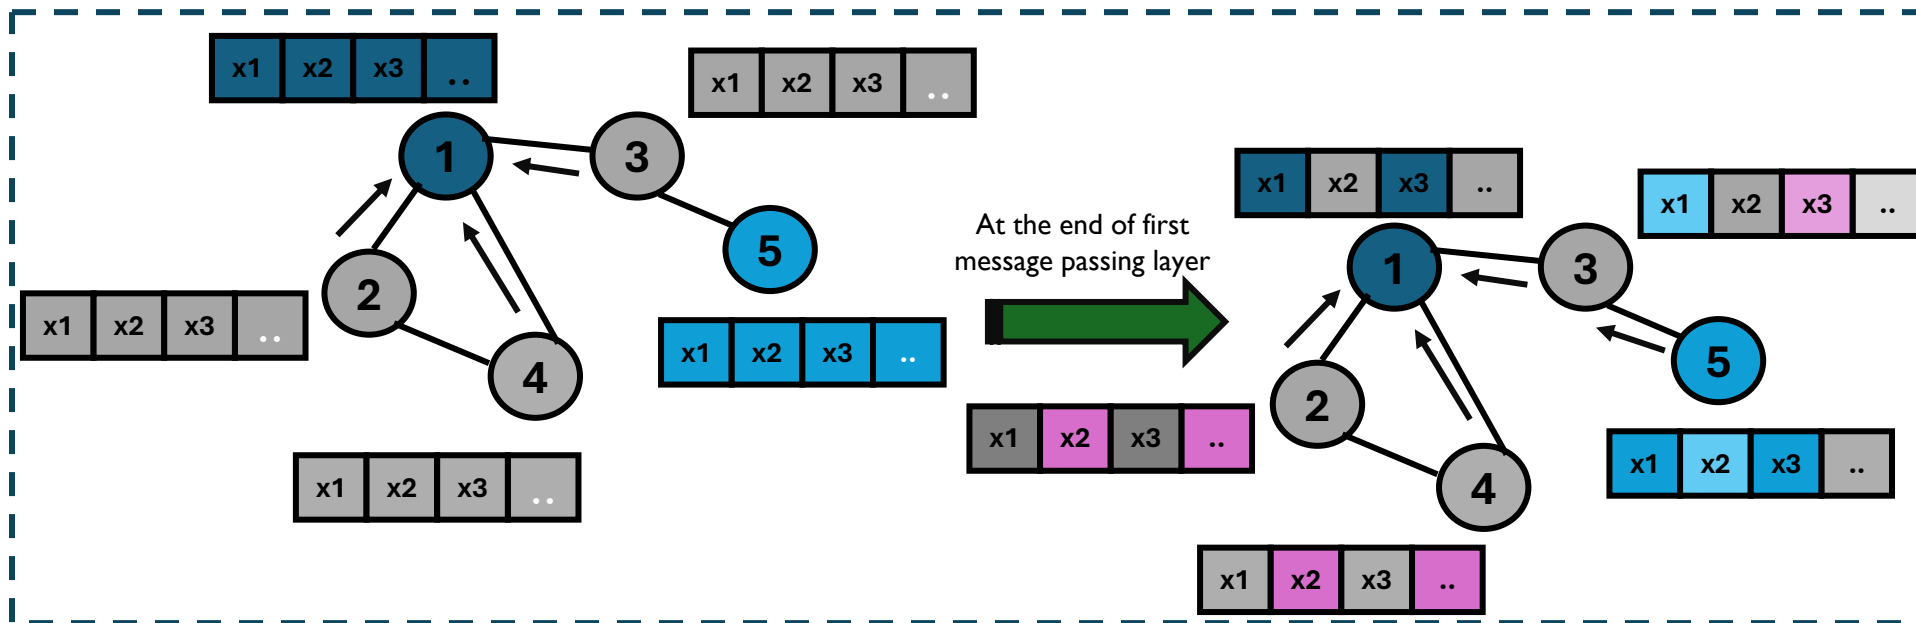 x1 x2 x3 ..
x1 x2 x3 ..
1
3
5
2
x1 x2 x3 ..
x1 x2 x3 ..
4
x1 x2 x3 ..
At the end of first
message passing layer
x1 x2 x3 ..
x1 x2 x3 ..
1
3
5
2
x1 x2 x3 ..
x1 x2 x3 ..
4
x1 x2 x3 ..